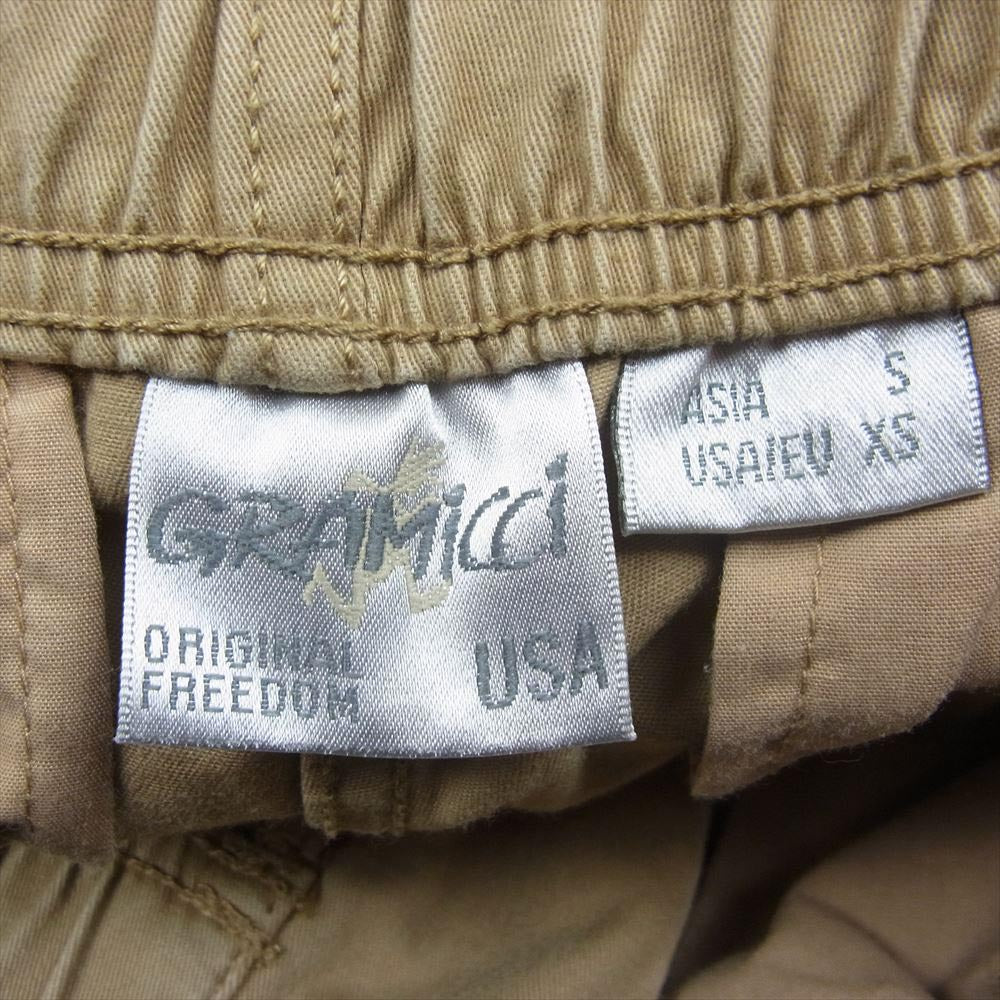 GRAMicci
ORIGINAL
FREEDOM
USA
ASIA S
USA/EU XS